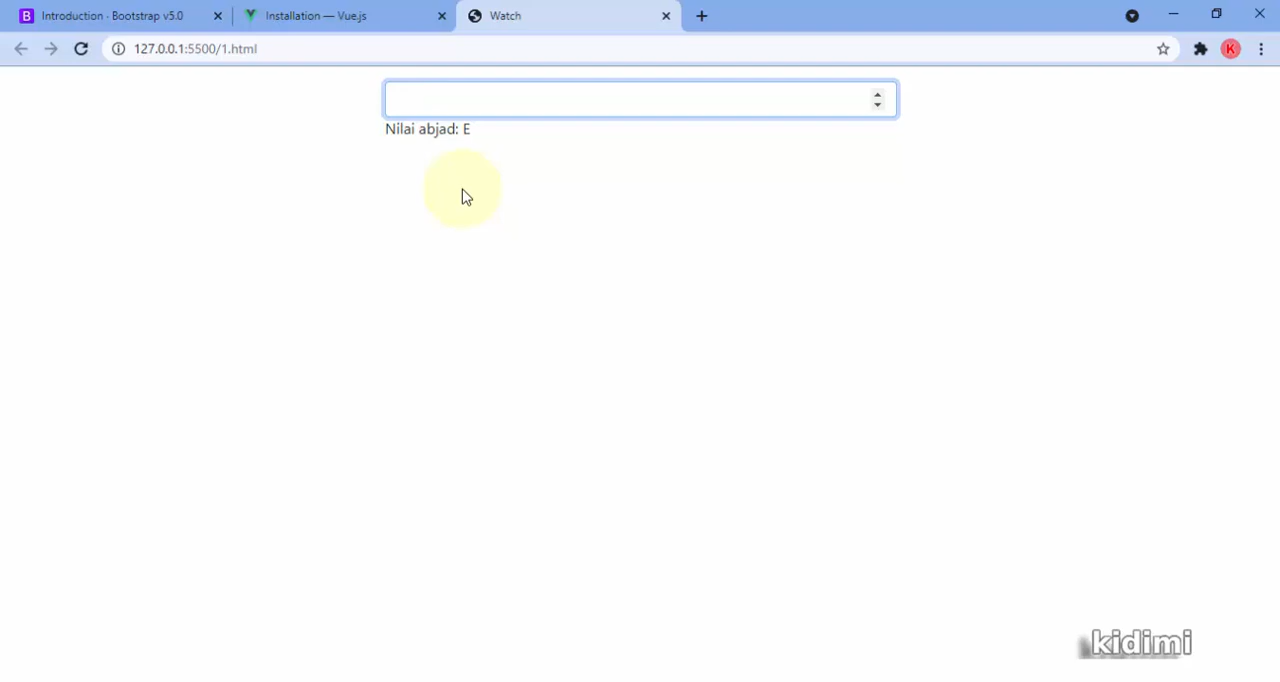 Introduction · Bootstrap v5.0
Installation — Vue.js
Watch
127.0.0.1:5500/1.html
K
Nilai abjad: E
kidimi